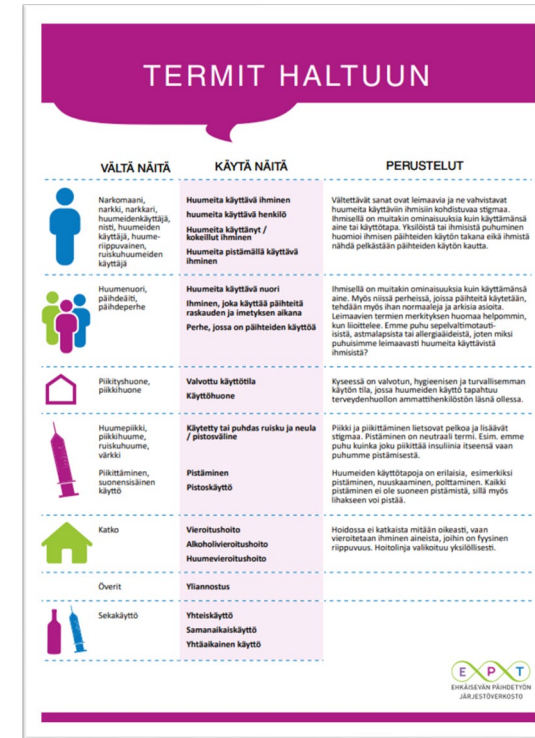 TERMIT HALTUUN
VÄLTÄ NÄITÄ
KÄYTÄ NÄITÄ
PERUSTELUT
Narkomaani,
narkki, narkkari,
huumeidenkäyttäjä,
nisti, huumeiden
käyttäjä, huume-
riippuvainen,
ruiskuhuumeiden
käyttäjä
Huumeita käyttävä ihminen
huumeita käyttävä henkilö
Huumeita käyttänyt /
kokeillut ihminen
Huumeita pistämällä käyttävä
ihminen
Vältettävät sanat ovat leimaavia ja ne vahvistavat
huumeita käyttäviin ihmisiin kohdistuvaa stigmaa.
Ihmisellä on muitakin ominaisuuksia kuin käyttämänsä
aine tai käyttötapa. Yksilöistä tai ihmisistä puhuminen
huomioi ihmisen päihteiden käytön takana eikä ihmistä
nähdä pelkästään päihteiden käytön kautta.
Huumenuori,
päihdeäiti,
päihdeperhe
Huumeita käyttävä nuori
Ihminen, joka käyttää päihteitä
raskauden ja imetyksen aikana
Perhe, jossa on päihteiden käyttöä
Ihmisellä on muitakin ominaisuuksia kuin käyttämänsä
aine. Myös niissä perheissä, joissa päihteitä käytetään,
tehdään myös ihan normaaleja ja arkisia asioita.
Leimaavien termien merkityksen huomaa helpommin,
kun liioittelee. Emme puhu sepelvaltimotauti-
isistä, astmalapsista tai allergiaäideistä, joten miksi
puhuisimme leimaavasti huumeita käyttävistä
ihmisistä?
Piikityshuone,
piikkihuone
Valvottu käyttötila
Käyttöhuone
Kyseessä on valvotun, hygieenisen ja turvallisemman
käytön tila, jossa huumeiden käyttö tapahtuu
terveydenhuollon ammattihenkilöstön läsnä ollessa.
Huumepiikki,
piikkihuume,
ruiskuhuume,
värkki
Käytetty tai puhdas ruisku ja neula
/ pistosväline
Piikki ja piikittäminen lietsovat pelkoa ja lisäävät
stigmaa. Pistäminen on neutraali termi. Esim. emme
puhu kuinka joku piikittää insuliinia itseensä vaan
puhumme pistämisestä.
Piikittäminen,
suonensisäinen
käyttö
Pistäminen
Pistoskäyttö
Huumeiden käyttötapoja on erilaisia, esimerkiksi
pistäminen, nuuskaaminen, polttaminen. Kaikki
pistäminen ei ole suoneen pistämistä, sillä myös
lihakseen voi pistää.
Katko
Vieroitushoito
Alkoholivieroitushoito
Huumevieroitushoito
Hoidossa ei katkaista mitään oikeasti, vaan
vieroitetaan ihminen aineista, joihin on fyysinen
riippuvuus. Hoitolinja valikoituu yksilöllisesti.
Överit
Yliannostus
Sekakäyttö
Yhteiskäyttö
Samanaikaiskäyttö
Yhtäaikainen käyttö
E P T
EHKÄISEVÄN PÄIHDETYÖN
JÄRJESTÖVERKOSTO